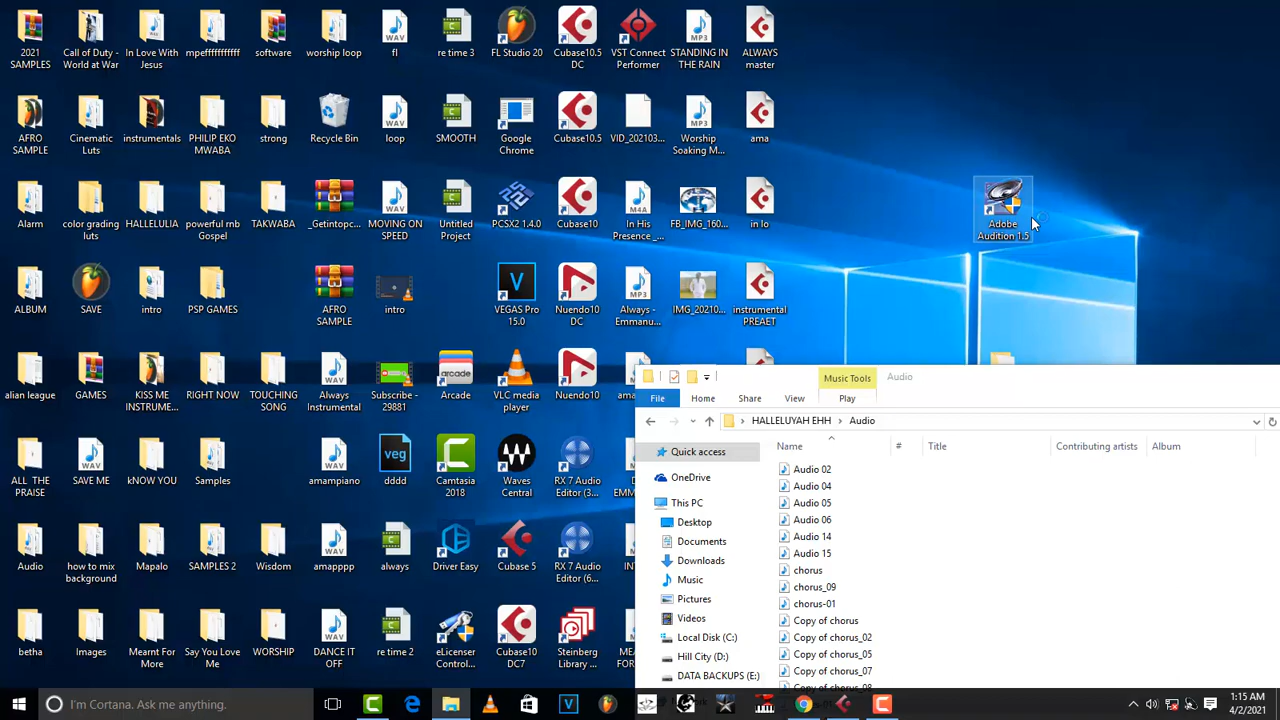 2021 SAMPLES
Call of Duty - World at War
In Love With Jesus
mpefffffffffff
software
worship loop
fl
re time 3
FL Studio 20
Cubase10.5 DC
VST Connect Performer
STANDING IN THE RAIN
ALWAYS master
AFRO SAMPLE
Cinematic Luts
instrumentals
PHILIP EKO MWABA
strong
Recycle Bin
loop
SMOOTH
Google Chrome
Cubase10.5
VID_202103...
Worship Soaking M...
ama
Alarm
color grading luts
HALLELULIA
powerful rnb Gospel
TAKWABA
_Getintopc...
MOVING ON SPEED
Untitled Project
PCSX2 1.4.0
Cubase10
In His Presence _...
FB_IMG_160...
in lo
Adobe Audition 1.5
ALBUM
SAVE
intro
PSP GAMES
AFRO SAMPLE
intro
VEGAS Pro 15.0
Nuendo10 DC
Always - Emmanu...
IMG_20210...
instrumental PREAET
alian league
GAMES
KISS ME INSTRUME...
RIGHT NOW
TOUCHING SONG
Always Instrumental
Subscribe - 29881
Arcade
VLC media player
Nuendo10
ALL THE PRAISE
SAVE ME
kNOW YOU
Samples
amampiano
veg
dddd
Camtasia 2018
Waves Central
RX 7 Audio Editor (3...
Audio
how to mix background
Mapalo
SAMPLES 2
Wisdom
amapppp
always
Driver Easy
Cubase 5
RX 7 Audio Editor (6...
betha
Images
Mearnt For More
Say You Love Me
WORSHIP
DANCE IT OFF
re time 2
eLicenser Control...
Cubase10 DC7
Steinberg Library ...
Music Tools
Audio
File
Home
Share
View
Play
HALLELUYAH EHH > Audio
Name
#
Title
Contributing artists
Album
Quick access
OneDrive
This PC
Desktop
Documents
Downloads
Music
Pictures
Videos
Local Disk (C:)
Hill City (D:)
DATA BACKUPS (E:)
Audio 02
Audio 04
Audio 05
Audio 06
Audio 14
Audio 15
chorus
chorus_09
chorus-01
Copy of chorus
Copy of chorus_02
Copy of chorus_05
Copy of chorus_07
Copy of chorus_08
I'm Cortana. Ask me anything.
1:15 AM
4/2/2021